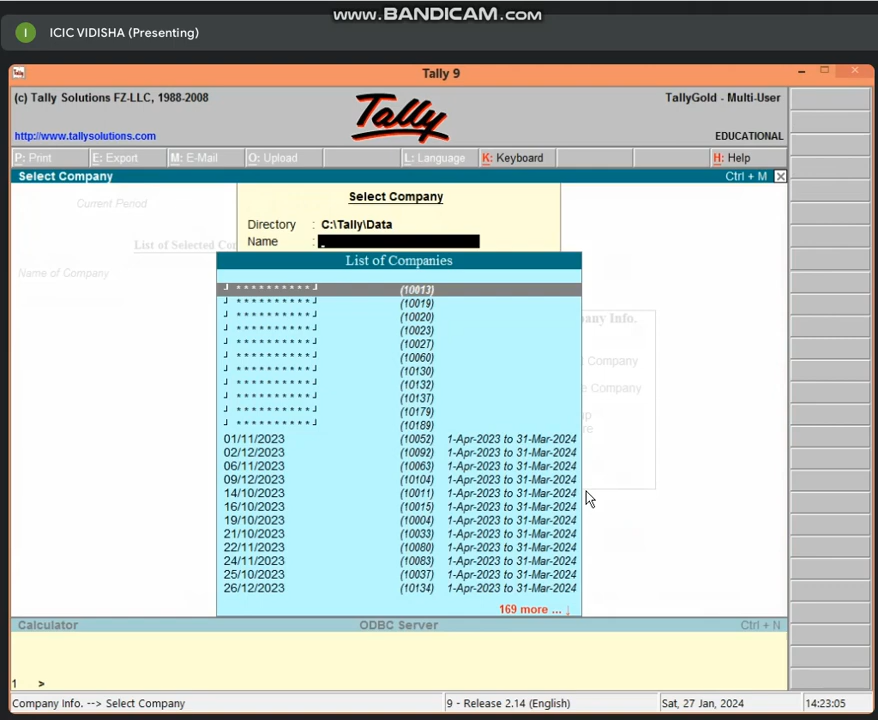 www.BANDICAM.com
I ICIC VIDISHA (Presenting)
Tally 9
(c) Tally Solutions FZ-LLC, 1988-2008
http://www.tallysolutions.com
Tally
TallyGold - Multi-User
EDUCATIONAL
P: Print E: Export M: E-Mail O: Upload L: Language K: Keyboard H: Help
Select Company Ctrl + M
Current Period
Select Company
Directory : C:\Tally\Data
Name :
List of Selected Co
Name of Company
List of Companies
┘ **********┘ (10013)
┘ **********┘ (10019)
┘ **********┘ (10020)
┘ **********┘ (10023)
┘ **********┘ (10027)
┘ **********┘ (10060)
┘ **********┘ (10130)
┘ **********┘ (10132)
┘ **********┘ (10137)
┘ **********┘ (10179)
┘ **********┘ (10189)
01/11/2023 (10052) 1-Apr-2023 to 31-Mar-2024
02/12/2023 (10092) 1-Apr-2023 to 31-Mar-2024
06/11/2023 (10063) 1-Apr-2023 to 31-Mar-2024
09/12/2023 (10104) 1-Apr-2023 to 31-Mar-2024
14/10/2023 (10011) 1-Apr-2023 to 31-Mar-2024
16/10/2023 (10015) 1-Apr-2023 to 31-Mar-2024
19/10/2023 (10004) 1-Apr-2023 to 31-Mar-2024
21/10/2023 (10033) 1-Apr-2023 to 31-Mar-2024
22/11/2023 (10080) 1-Apr-2023 to 31-Mar-2024
24/11/2023 (10083) 1-Apr-2023 to 31-Mar-2024
25/10/2023 (10037) 1-Apr-2023 to 31-Mar-2024
26/12/2023 (10134) 1-Apr-2023 to 31-Mar-2024
169 more ... ↓
any Info.
Company
e Company
Calculator ODBC Server Ctrl + N
1 >
Company Info. --> Select Company 9 - Release 2.14 (English) Sat, 27 Jan, 2024 14:23:05